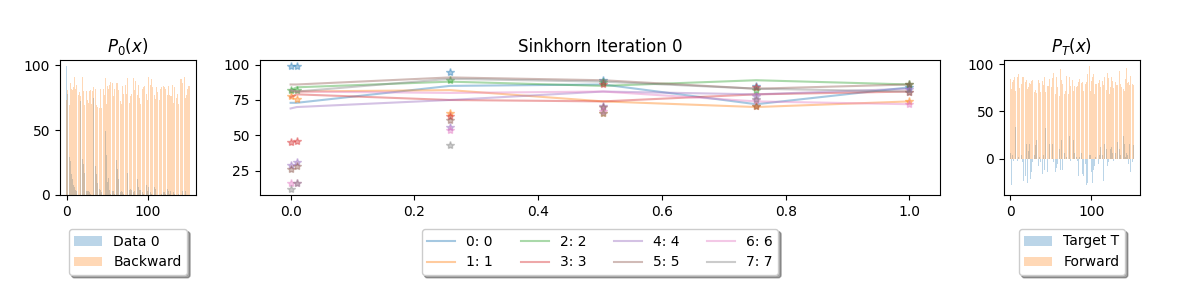 P₀(x)
Sinkhorn Iteration 0
P_T(x)
100
50
0
0 100
100
75
50
25
0.0 0.2 0.4 0.6 0.8 1.0
100
50
0
0 100
Data 0
Backward
0: 0 2: 2 4: 4 6: 6
1: 1 3: 3 5: 5 7: 7
Target T
Forward